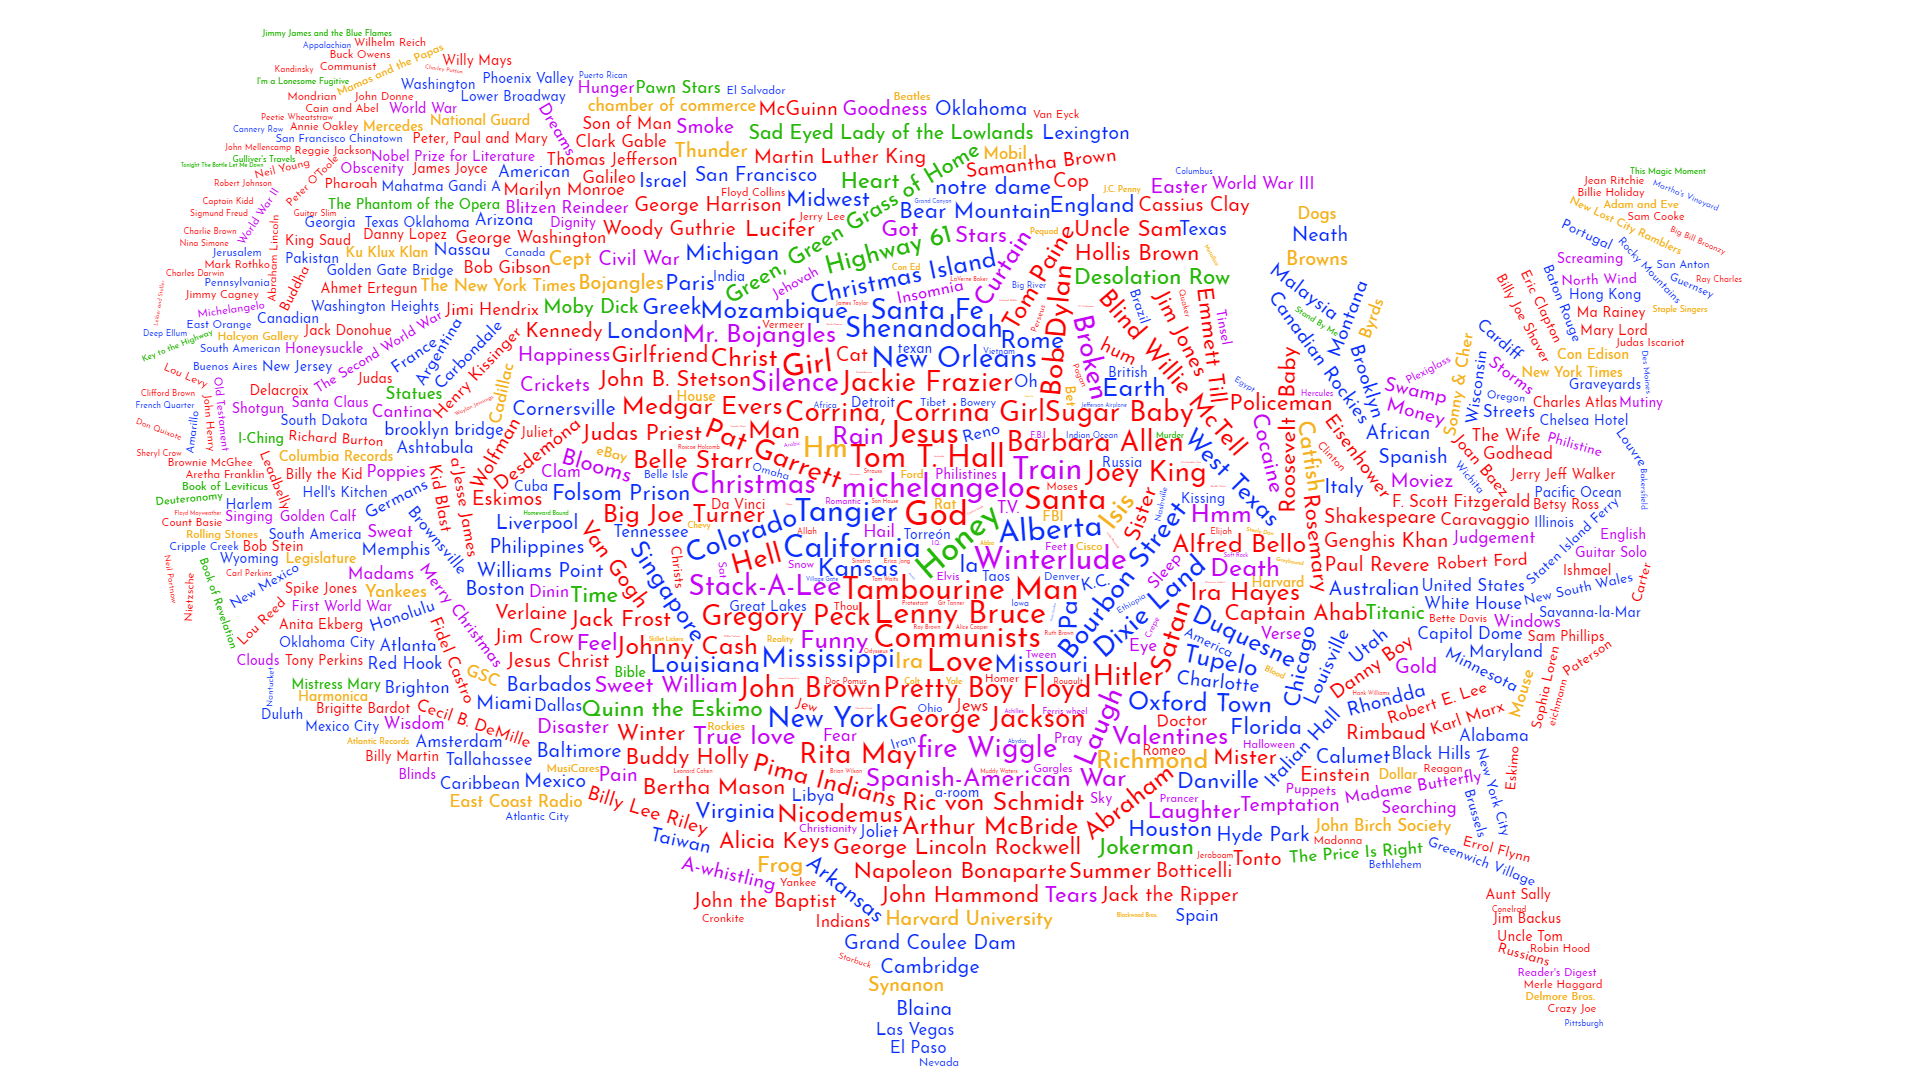 Jimmy James and the Blue Flames
Appalachian
Wilhelm Reich
Buck Owens
Kandinsky
Communist
Mamas and the Papas
Charley Patton
Willy Mays
I'm a Lonesome Fugitive
Washington
Phoenix Valley
Puerto Rican
Mondrian
John Donne
Lower Broadway
Hunger
Pawn Stars
El Salvador
Cain and Abel
World War
Dreams
chamber of commerce
McGuinn
Goodness
Beatles
Oklahoma
Van Eyck
Peetie Wheatstraw
Annie Oakley
Mercedes
National Guard
Son of Man
Smoke
Sad Eyed Lady of the Lowlands
Lexington
Cannery Row
San Francisco Chinatown
Peter, Paul and Mary
Clark Gable
Thunder
Martin Luther King
Mobil
Samantha Brown
John Mellencamp
Reggie Jackson
Nobel Prize for Literature
Thomas Jefferson
Gulliver's Travels
Tonight The Bottle Let Me Down
Neil Young
Peter O'Toole
Obscenity
James Joyce
American
Galileo
Israel
San Francisco
Heart of Home
notre dame
Cop
J.C. Penny
Columbus
Easter
World War III
Robert Johnson
Pharoah
Mahatma Gandi A
Marilyn Monroe
Floyd Collins
Midwest
Captain Kidd
World War II
The Phantom of the Opera
Blitzen Reindeer
George Harrison
Jerry Lee
Green, Green Grass
Grand Canyon
Bear Mountain
England
Cassius Clay
Sigmund Freud
Guitar Slim
Georgia
Texas Oklahoma
Arizona
Dignity
Woody Guthrie
Lucifer
Got
Stars
Pequod
Uncle Sam
Texas
Charlie Brown
Nina Simone
Abraham Lincoln
King Saud
Danny Lopez
George Washington
Highway 61
Curtain
Tom Paine
Hollis Brown
Jerusalem
Pakistan
Ku Klux Klan
Nassau
Canada
Cept
Civil War
Michigan
Con Ed
Christmas Island
Desolation Row
Mark Rothko
Charles Darwin
Buddha
Golden Gate Bridge
Bob Gibson
Bojangles
Paris
India
Jehovah
LaVerne Baker
Big River
Pennsylvania
Ahmet Ertegun
The New York Times
Insomnia
Bob Dylan
Blind Willie McTell
Jimmy Cagney
Michelangelo
Washington Heights
Jimi Hendrix
Moby Dick
Greek
Mozambique
James Taylor
Santa Fe
Perseus
Broken
Brazil
Jim Jones
Quaker
Emmett Till
Tinsel
Leiber and Stoller
East Orange
Canadian
Jack Donohue
The Second World War
Kennedy
London
Mr. Bojangles
Vermeer
Shenandoah
Rome
hum
Deep Ellum
Key to the Highway
Halcyon Gallery
South American
Honeysuckle
France
Argentina
Carbondale
Henry Kissinger
Happiness
Girlfriend
Christ
Girl
Cat
texan
New Orleans
Vietnam
Pagan
British
Buenos Aires
New Jersey
Judas
Lou Levy
Crickets
John B. Stetson
Silence
Jackie Frazier
Oh
Bet
Earth
Egypt
Hercules
Clifford Brown
Old Testament
Delacroix
Statues
Cadillac
House
Africa
Detroit
Tibet
Bowery
Jefferson Airplane
French Quarter
John Henry
Shotgun
Santa Claus
Cantina
Cornersville
Medgar Evers
Corrina, Corrina
Girl
Sugar Baby
Policeman
Don Quixote
Amarillo
South Dakota
brooklyn bridge
Wolfman
Juliet
Desdemona
Judas Priest
Pat Garrett
Man
Hm
Rain
Jesus
Reno
F.B.I.
Indian Ocean
Murder
Barbara Allen
West Texas
Cocaine
Roosevelt
Baby
I-Ching
Richard Burton
Ashtabula
Sheryl Crow
Columbia Records
Blooms
eBay
Roscoe Holcomb
Brownie McGhee
Leadbelly
Belle Starr
Tom T. Hall
Strauss
Aretha Franklin
Billy the Kid
Poppies
Kid Blast
Jesse James
Clam
Belle Isle
Omaha
Ford
Philistines
Train
Russia
Joey King
Book of Leviticus
Deuteronomy
Hell's Kitchen
Germans
Eskimos
Cuba
Folsom Prison
Christmas
michelangelo
Moses
Harlem
Romantic
Son House
Rat
Santa
Isis
Sister
Kissing
Nashville
Floyd Mayweather
Count Basie
Singing
Golden Calf
Brownsville
Homeward Bound
Da Vinci
Tangier
God
T.V.
FBI
Hmm
Rolling Stones
South America
Sweat
Liverpool
Big Joe Turner
Chevy
Colorado
Allah
Hail
Torreón
Honey
Alberta
Elijah
Cripple Creek
Bob Stein
Memphis
Philippines
Van Gogh
Tennessee
Singapore
Christs
Hell
California
Abba
Feet
Cisco
Alfred Bello
Neil Portnow
Wyoming
Legislature
Sat
Snow
Sinatra
Kansas
Erica Jong
Winterlude
Bourbon Street
Soft Rock
Death
Greyhound
Carl Perkins
Madams
Williams Point
Village Gate
Tom Waits
Elvis
la
Taos
Denver
K.C.
Sleep
Harvard
Nietzsche
Book of Revelation
New Mexico
Spike Jones
Yankees
Merry Christmas
Boston
Dinin
Time
Stack-A-Lee
Tambourine Man
Ethiopia
Dixie Land
Ira Hayes
Lou Reed
First World War
Honolulu
Verlaine
Jack Frost
Great Lakes
Gregory Peck
Thou
Protestant
Git Tanner
Iowa
Lenny Bruce
Pa
Captain Ahab
Titanic
Anita Ekberg
Fidel Castro
Jim Crow
Feel
Johnny Cash
Skillet Lickers
Reality
Funny
Ray Brown
Alice Cooper
Communists
Ruth Brown
Crepe
Eye
Satan
Duquesne
Verse
Oklahoma City
Atlanta
Clouds
Tony Perkins
Red Hook
GSC
Jesus Christ
Bible
Louisiana
Mississippi
Odysseus
Ira
Love
Tween
Missouri
America
Tupelo
Blood
Chicago
Nantucket
Mistress Mary
Brighton
Barbados
Sweet William
John Brown
Doc Pomus
Colt
Yale
Pretty Boy Floyd
Homer
Rouault
Hitler
Charlotte
Harmonica
Brigitte Bardot
Miami
Dallas
Quinn the Eskimo
Jew
Ohio
Jews
Achilles
Ferris wheel
Oxford Town
Duluth
Mexico City
Wisdom
Cecil B. DeMille
Disaster
Winter
Rockies
True love
New York
George Jackson
Laugh
Doctor
Florida
Atlantic Records
Amsterdam
Fear
Iran
Abydos
Pray
Valentines
Romeo
Halloween
Billy Martin
Tallahassee
Baltimore
Buddy Holly
Rita May
fire Wiggle
Richmond
Mister
Blinds
Caribbean
Mexico
MusiCares
Pain
Leonard Cohen
Pima Indians
Brian Wilson
Muddy Waters
Gargles
Spanish-American War
Abraham
Danville
East Coast Radio
Billy Lee Riley
Bertha Mason
Libya
a-room
Ric von Schmidt
Sky
Prancer
Laughter
Temptation
Atlantic City
Virginia
Nicodemus
Christianity
Joliet
Arthur McBride
Houston
Hyde Park
Taiwan
Alicia Keys
George Lincoln Rockwell
Jokerman
Jeroboam
Tonto
A-whistling
Frog
Yankee
Arkansas
Napoleon Bonaparte
Summer
Botticelli
John the Baptist
John Hammond
Tears
Jack the Ripper
Cronkite
Indians
Harvard University
Blackwood Bros.
Spain
Grand Coulee Dam
Starbuck
Cambridge
Synanon
Blaina
Las Vegas
El Paso
Nevada
Dogs
Neath
Browns
Malaysia
Montana
Byrds
Canadian Rockies
Stand By Me
Brooklyn
Eisenhower
Clinton
Catfish
Rosemary
Sonny & Cher
Plexiglass
Swamp
Money
African
Spanish
Moviez
Italy
Wisconsin
Cardiff
Storms
Oregon
Streets
Joan Baez
Wichita
The Wife
Godhead
Philistine
F. Scott Fitzgerald
Jerry Jeff Walker
Pacific Ocean
Betsy Ross
Shakespeare
Caravaggio
Illinois
Genghis Khan
Judgement
Staten Island Ferry
English
Guitar Solo
Paul Revere
Robert Ford
Ishmael
Australian
United States
New South Wales
Carter
White House
Savanna-la-Mar
Bette Davis
Windows
Louisville
Utah
Danny Boy
Capitol Dome
Sam Phillips
Maryland
Minnesota
Gold
Sophia Loren
Paterson
eichmann
Hank Williams
Rhondda
Robert E. Lee
Mouse
Italian Hall
Rimbaud
Karl Marx
Alabama
Calumet
Black Hills
New York City
Eskimo
Einstein
Dollar
Reagan
Puppets
Madame Butterfly
Searching
Brussels
John Birch Society
Madonna
The Price Is Right
Bethlehem
Greenwich Village
Errol Flynn
This Magic Moment
Jean Ritchie
Billie Holiday
Martha's Vineyard
Adam and Eve
New Lost City Ramblers
Sam Cooke
Big Bill Broonzy
Portugal
Rocky Mountains
Screaming
San Anton
North Wind
Guernsey
Ray Charles
Eric Clapton
Billy Joe Shaver
Baton Rouge
Hong Kong
Ma Rainey
Staple Singers
Mary Lord
Judas Iscariot
Con Edison
New York Times
Des Moines
Graveyards
Charles Atlas
Mutiny
Chelsea Hotel
Louvre
Bakersfield
Plainfield
Aunt Sally
Conelrad
Jim Backus
Uncle Tom
Robin Hood
Russians
Reader's Digest
Merle Haggard
Delmore Bros.
Crazy Joe
Pittsburgh